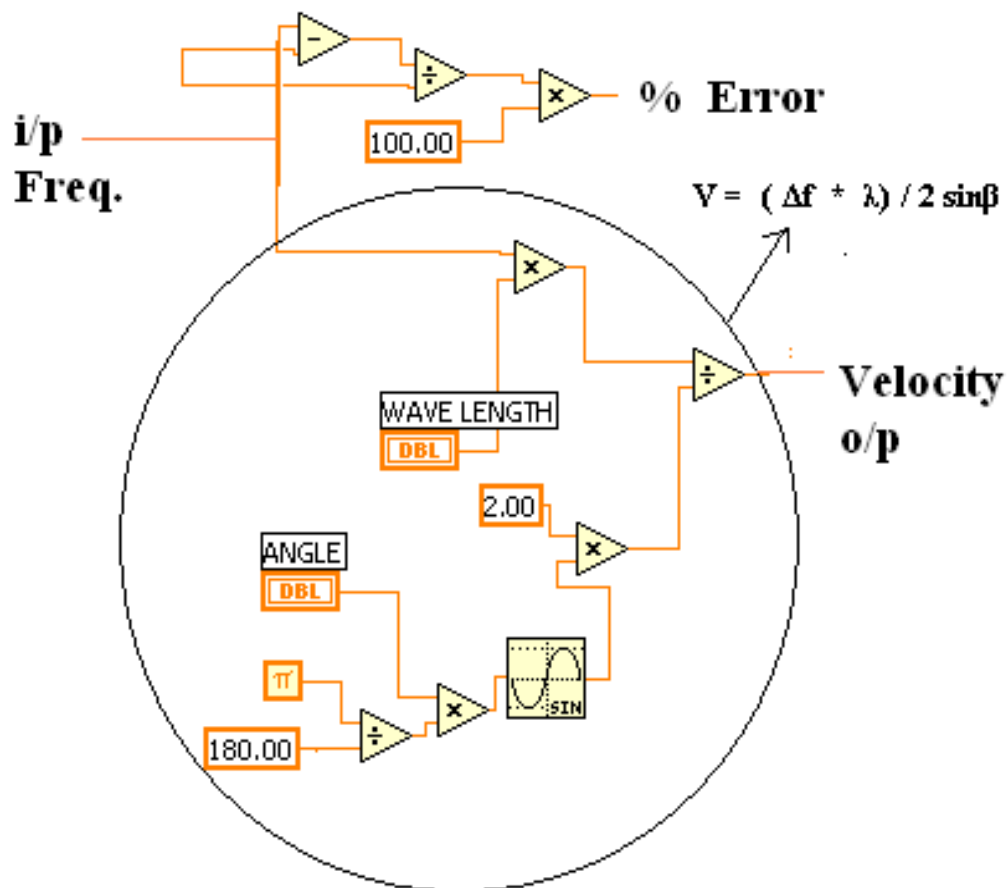 −
÷
×
% Error
100.00
i/p
Freq.
V = ( Δf * λ) / 2 sinβ
×
÷
Velocity
o/p
WAVE LENGTH
DBL
2.00
×
ANGLE
DBL
π
×
SIN
÷
180.00